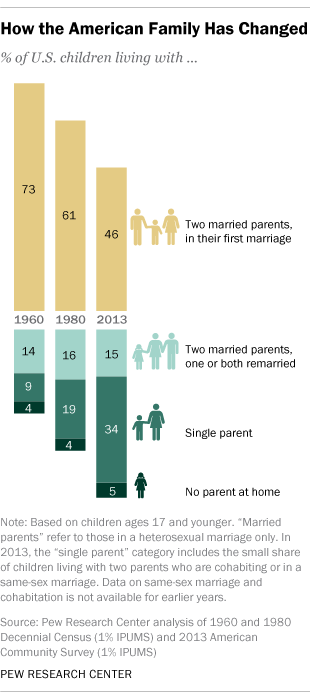 How the American Family Has Changed
% of U.S. children living with ...
73
61
46
Two married parents,
in their first marriage
1960 1980 2013
14 16 15
Two married parents,
one or both remarried
9 19 34
Single parent
4 4 5
No parent at home
Note: Based on children ages 17 and younger. “Married
parents” refer to those in a heterosexual marriage only. In
2013, the “single parent” category includes the small share
of children living with two parents who are cohabiting or in a
same-sex marriage. Data on same-sex marriage and
cohabitation is not available for earlier years.
Source: Pew Research Center analysis of 1960 and 1980
Decennial Census (1% IPUMS) and 2013 American
Community Survey (1% IPUMS)
PEW RESEARCH CENTER